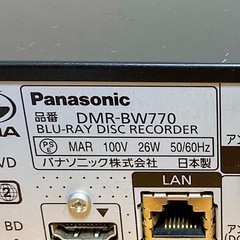 Panasonic
品番 DMR-BW770
BLU-RAY DISC RECORDER
PS E MAR 100V 26W 50/60Hz
パナソニック株式会社 日本製
LAN
BD